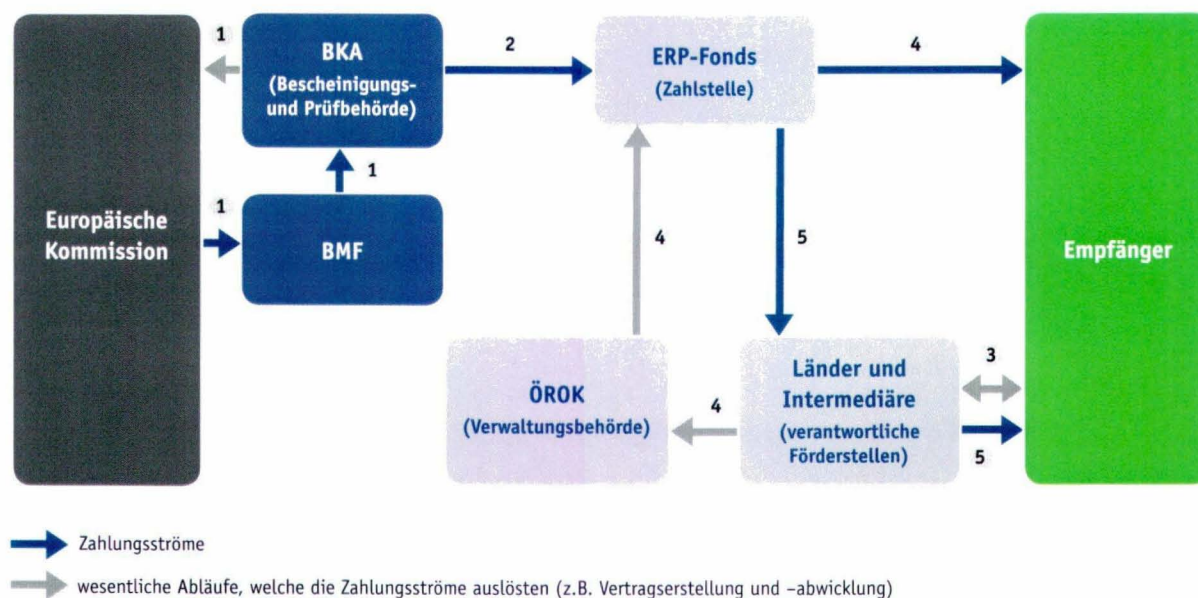 1
BKA
(Bescheinigungs-
und Prüfbehörde)
2
ERP-Fonds
(Zahlstelle)
4
1
1
Europäische
Kommission
BMF
4
5
Empfänger
ÖROK
(Verwaltungsbehörde)
4
Länder und
Intermediäre
(verantwortliche
Förderstellen)
3
5
Zahlungsströme
wesentliche Abläufe, welche die Zahlungsströme auslösten (z.B. Vertragserstellung und –abwicklung)